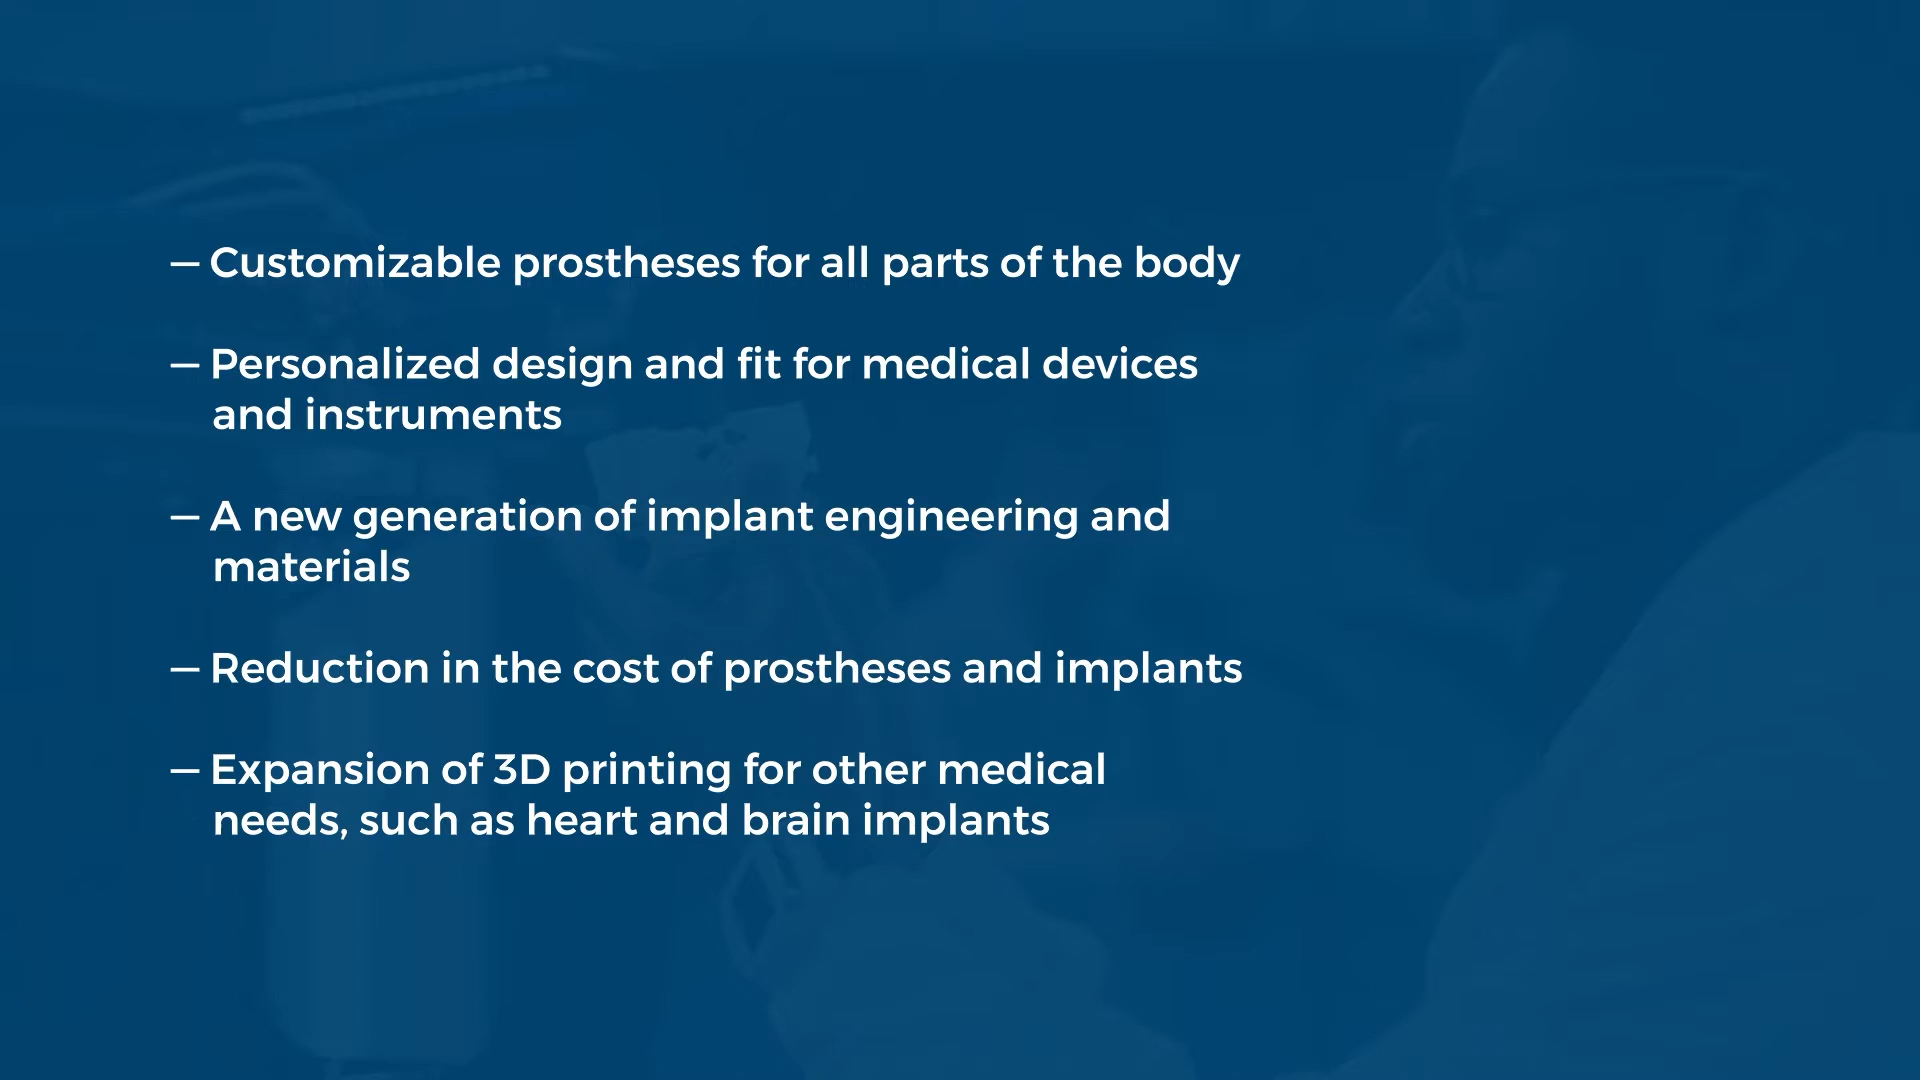 — Customizable prostheses for all parts of the body
— Personalized design and fit for medical devices
and instruments
— A new generation of implant engineering and
materials
— Reduction in the cost of prostheses and implants
— Expansion of 3D printing for other medical
needs, such as heart and brain implants